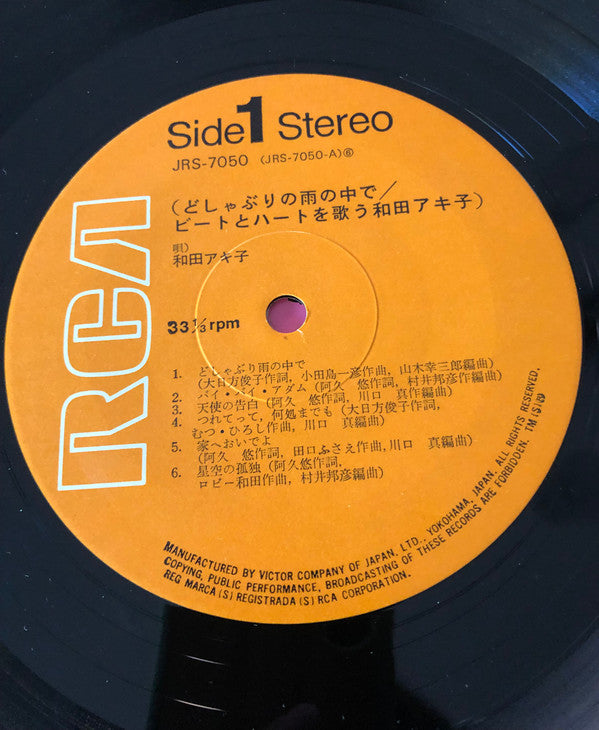 RCA
Side 1 Stereo
JRS-7050 (JRS-7050-A)⑥
(どしゃぶりの雨の中で/
ビートとハートを歌う和田アキ子)
唄)
和田アキ子
33⅓rpm
1. どしゃぶり雨の中で
(大日方俊子作詞, 小田島一彦作曲, 山木幸三郎編曲)
2. バイ・バイ・アダム (阿久 悠作詞, 村井邦彦作編曲)
3. 天使の告白 (阿久 悠作詞, 川口 真作編曲)
4. つれてって, 何処までも (大日方俊子作詞,
むつ・ひろし作曲, 川口 真編曲)
5. 家へおいでよ
(阿久 悠作詞, 田口ふさえ作曲, 川口 真編曲)
6. 星空の孤独 (阿久悠作詞,
ロビー和田作曲, 村井邦彦編曲)
MANUFACTURED BY VICTOR COMPANY OF JAPAN, LTD., YOKOHAMA, JAPAN. ALL RIGHTS RESERVED.
COPYING, PUBLIC PERFORMANCE, BROADCASTING OF THESE RECORDS ARE FORBIDDEN. TM(S)®
REG MARCA(S) REGISTRADA(S) RCA CORPORATION.